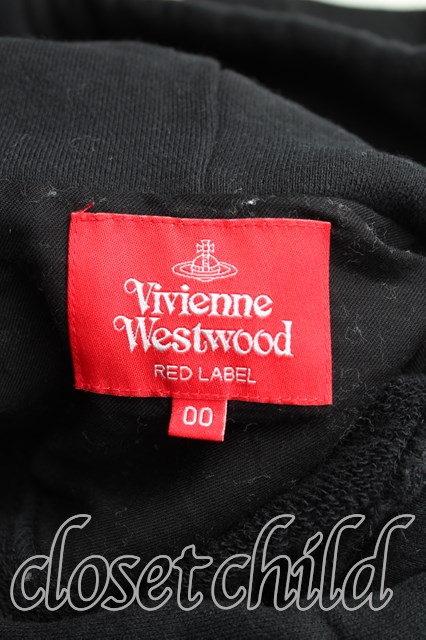 Vivienne
Westwood
RED LABEL
00
closetchild